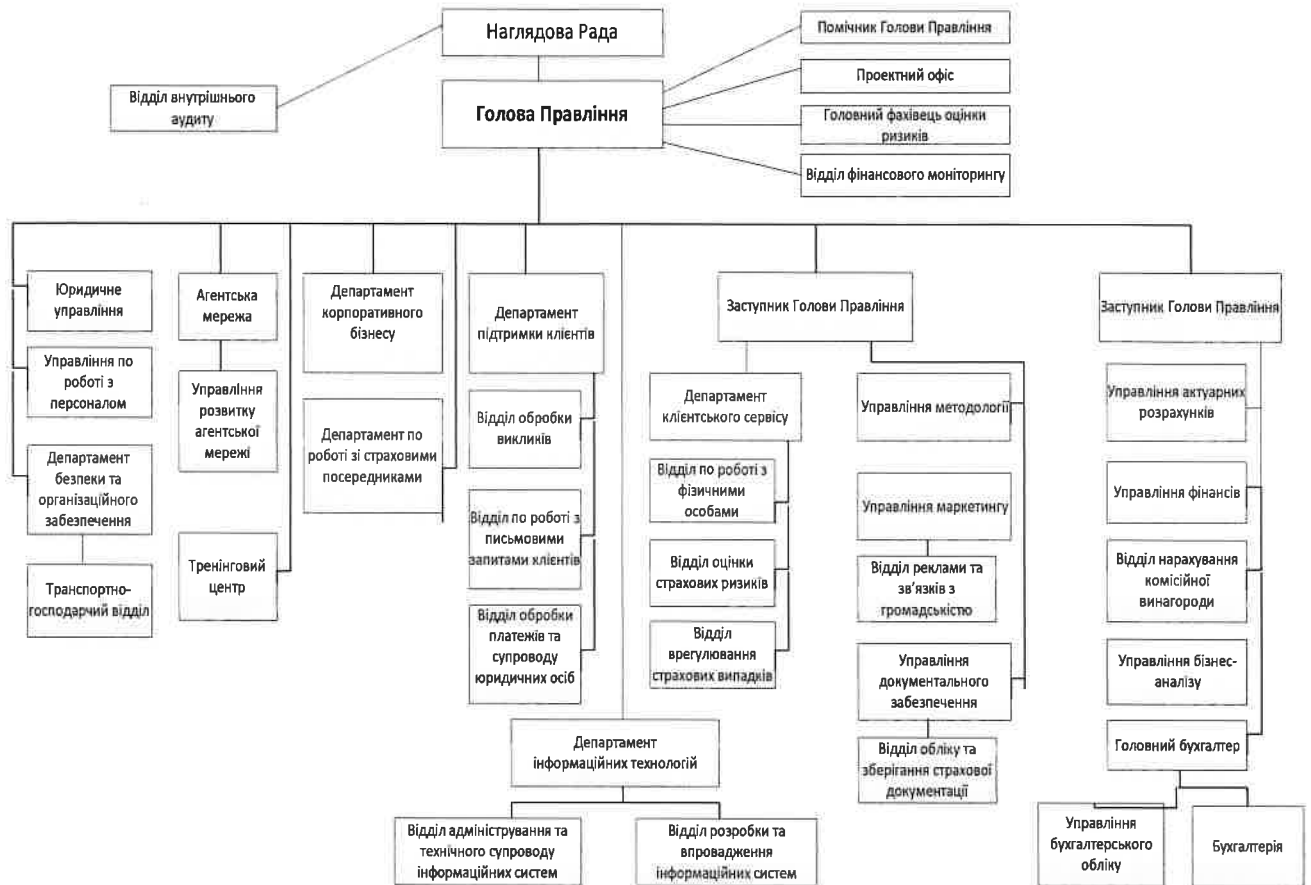 Наглядова Рада
Помічник Голови Правління
Відділ внутрішнього
аудиту
Голова Правління
Проектний офіс
Головний фахівець оцінки
ризиків
Відділ фінансового моніторингу
Юридичне
управління
Управління по
роботі з
персоналом
Департамент
безпеки та
організаційного
забезпечення
Транспортно-
господарчий відділ
Агентська
мережа
Управління
розвитку
агентської
мережі
Тренінговий
центр
Департамент
корпоративного
бізнесу
Департамент по
роботі зі страховими
посередниками
Департамент
підтримки клієнтів
Відділ обробки
викликів
Відділ по роботі з
письмовими
запитами клієнтів
Відділ обробки
платежів та
супроводу
юридичних осіб
Департамент
інформаційних технологій
Відділ адміністрування та
технічного супроводу
інформаційних систем
Відділ розробки та
впровадження
інформаційних систем
Заступник Голови Правління
Департамент
клієнтського сервісу
Відділ по роботі з
фізичними
особами
Відділ оцінки
страхових ризиків
Відділ
врегулювання
страхових випадків
Управління методології
Управління маркетингу
Відділ реклами та
зв'язків з
громадськістю
Управління
документального
забезпечення
Відділ обліку та
зберігання страхової
документації
Заступник Голови Правління
Управління актуарних
розрахунків
Управління фінансів
Відділ нарахування
комісійної
винагороди
Управління бізнес-
аналізу
Головний бухгалтер
Управління
бухгалтерського
обліку
Бухгалтерія